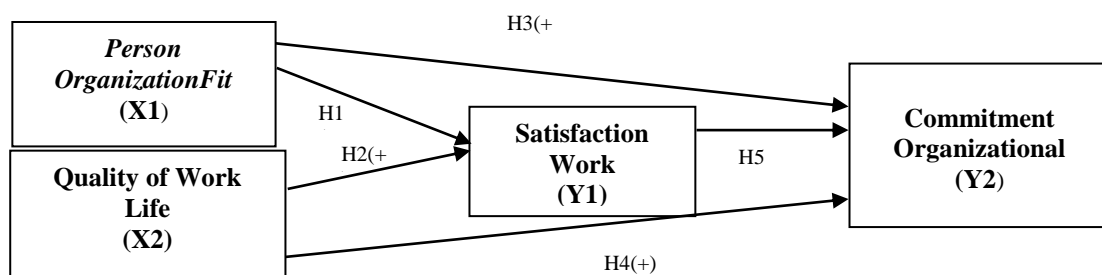 H3(+
Person
OrganizationFit
(X1)
H1
H2(+
Satisfaction
Work
(Y1)
H5
Commitment
Organizational
(Y2)
Quality of Work
Life
(X2)
H4(+)